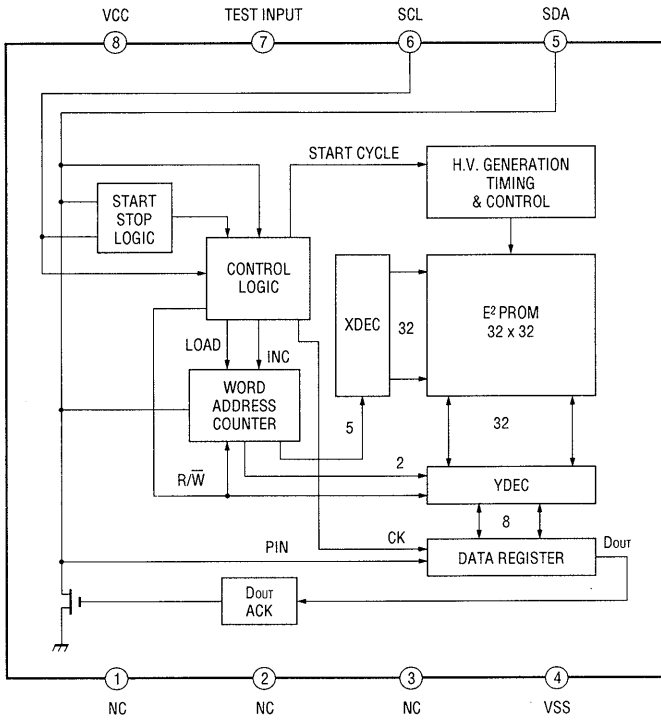 VCC TEST INPUT SCL SDA
8 7 6 5
START CYCLE
H.V. GENERATION
TIMING
& CONTROL
START
STOP
LOGIC
CONTROL
LOGIC
XDEC
32
E² PROM
32 x 32
LOAD
INC
WORD
ADDRESS
COUNTER
5
32
2
R/W̅
YDEC
8
CK
PIN
DATA REGISTER
DOUT
DOUT
ACK
1 2 3 4
NC NC NC VSS